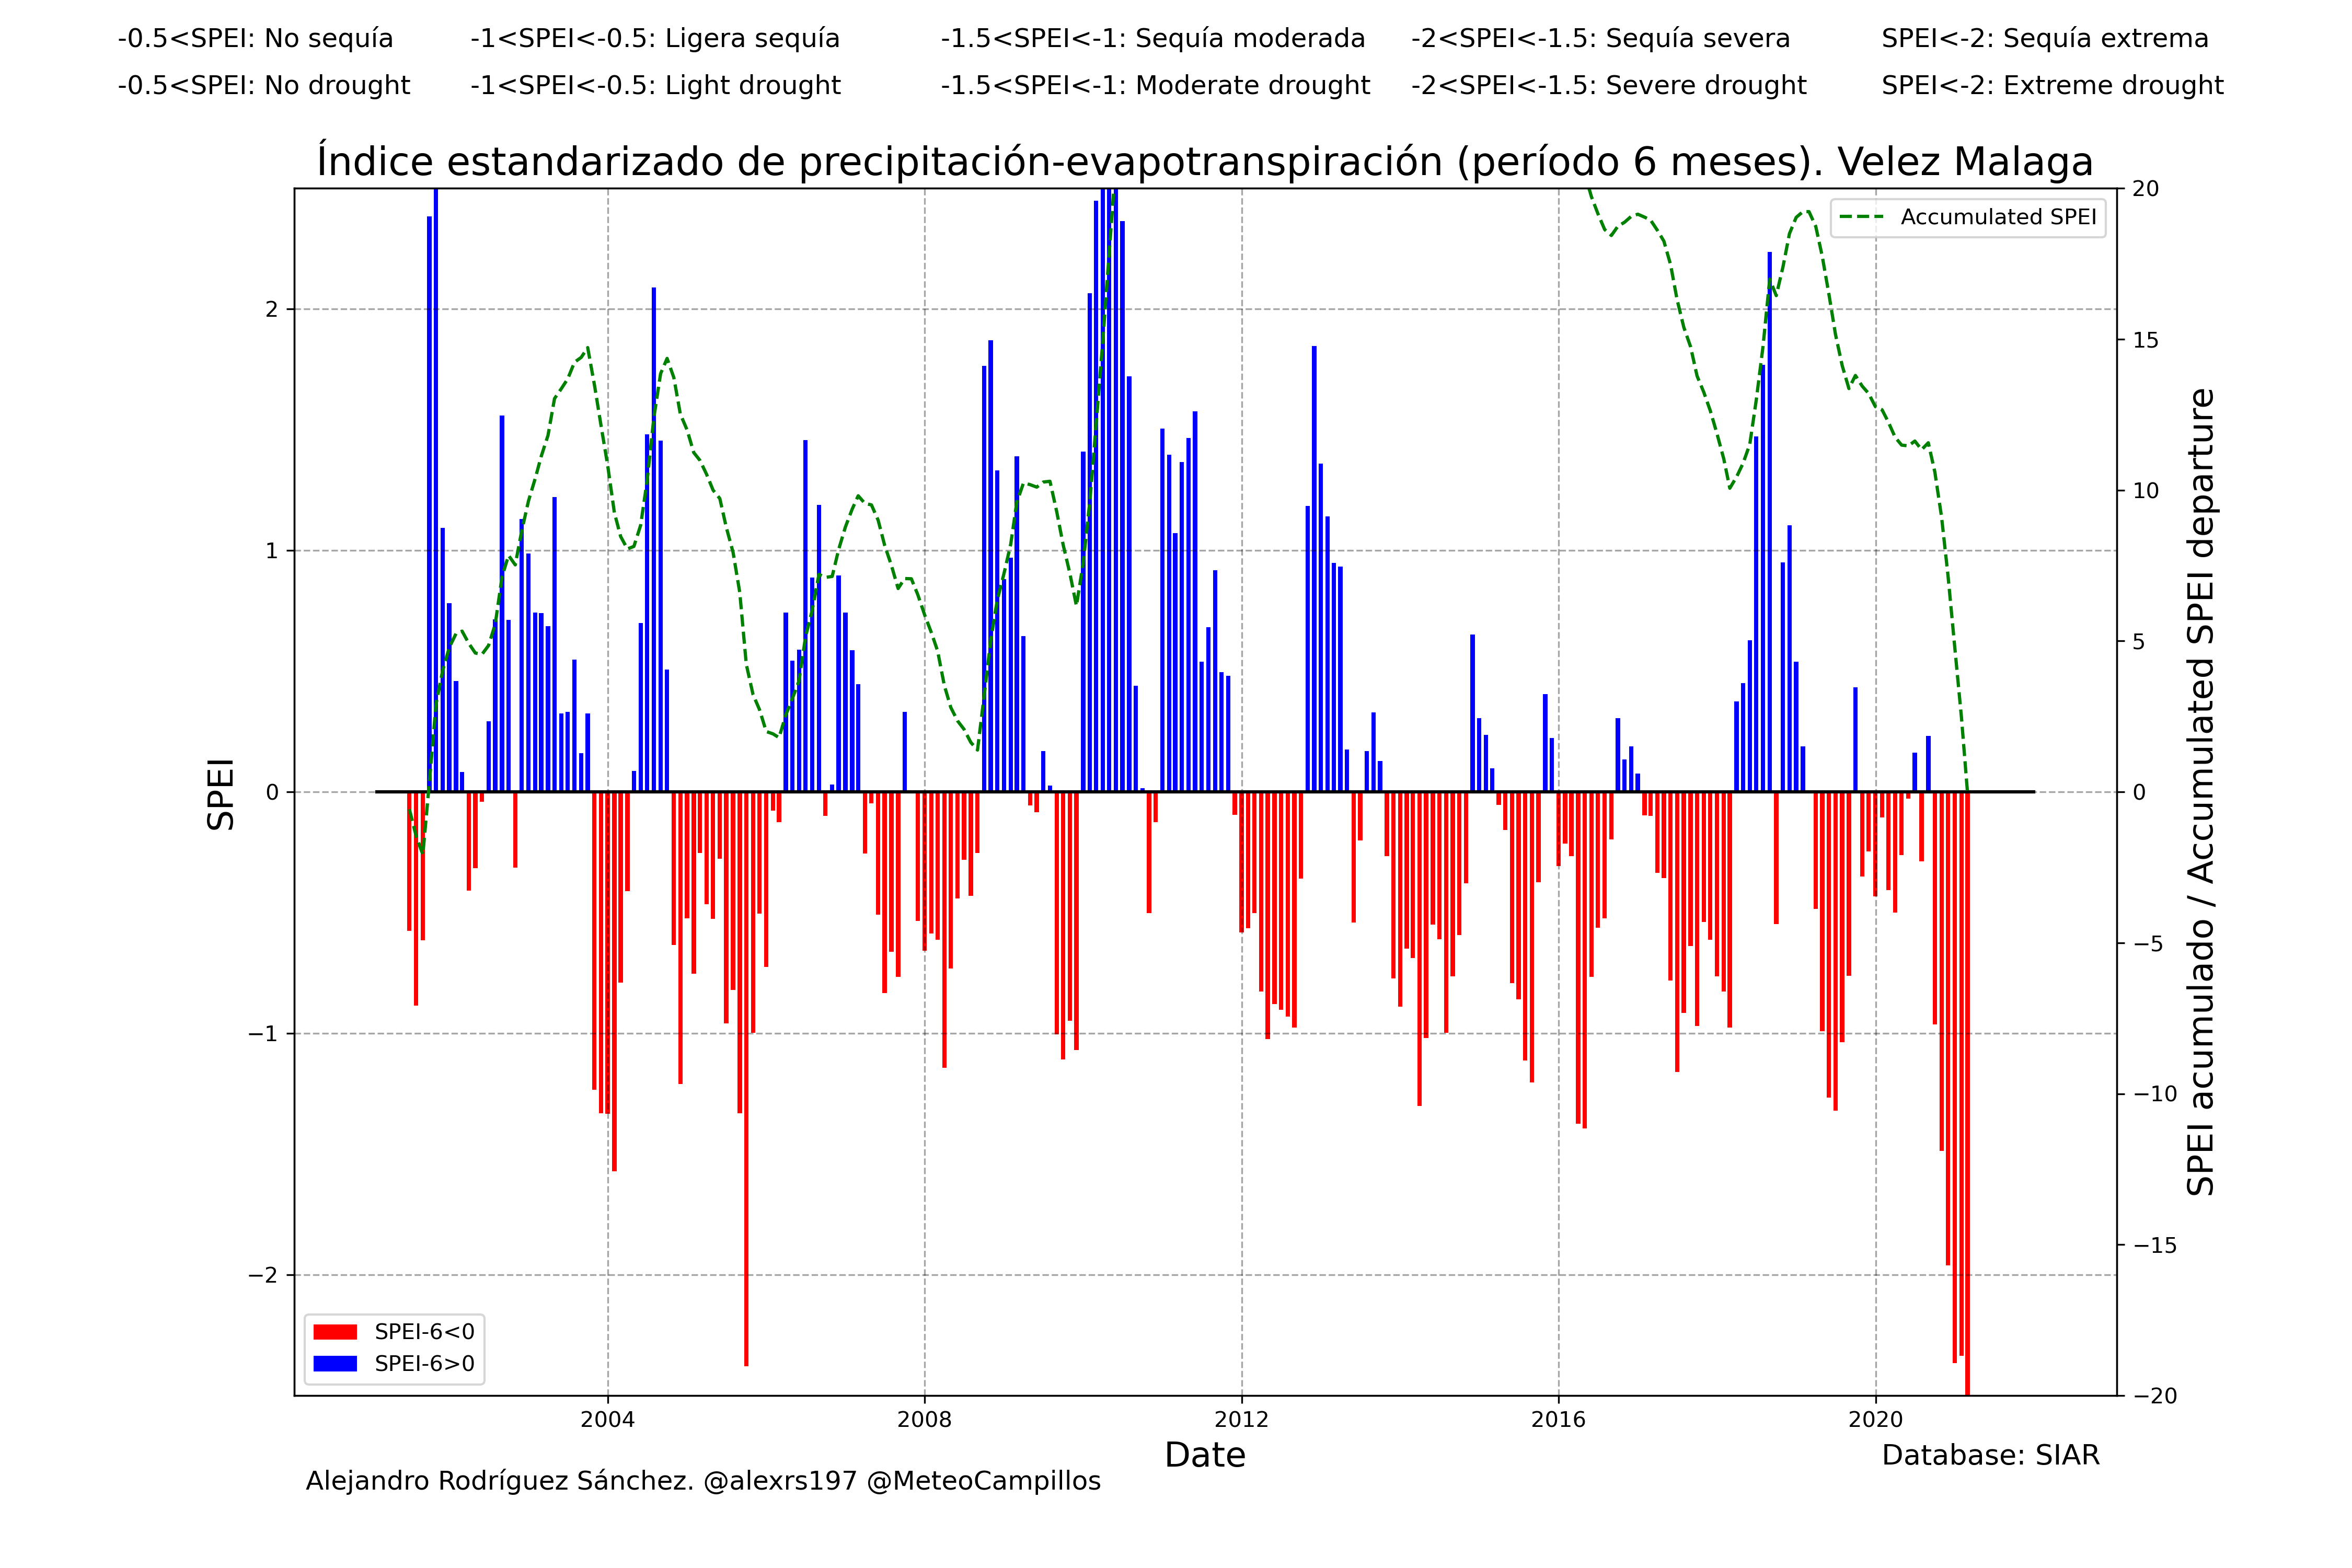 -0.5<SPEI: No sequía -1<SPEI<-0.5: Ligera sequía -1.5<SPEI<-1: Sequía moderada -2<SPEI<-1.5: Sequía severa SPEI<-2: Sequía extrema
-0.5<SPEI: No drought -1<SPEI<-0.5: Light drought -1.5<SPEI<-1: Moderate drought -2<SPEI<-1.5: Severe drought SPEI<-2: Extreme drought
Índice estandarizado de precipitación-evapotranspiración (período 6 meses). Velez Malaga
Accumulated SPEI
SPEI
2
1
0
−1
−2
20
15
10
5
0
−5
−10
−15
−20
SPEI acumulado / Accumulated SPEI departure
SPEI-6<0
SPEI-6>0
2004 2008 2012 2016 2020
Date
Database: SIAR
Alejandro Rodríguez Sánchez. @alexrs197 @MeteoCampillos